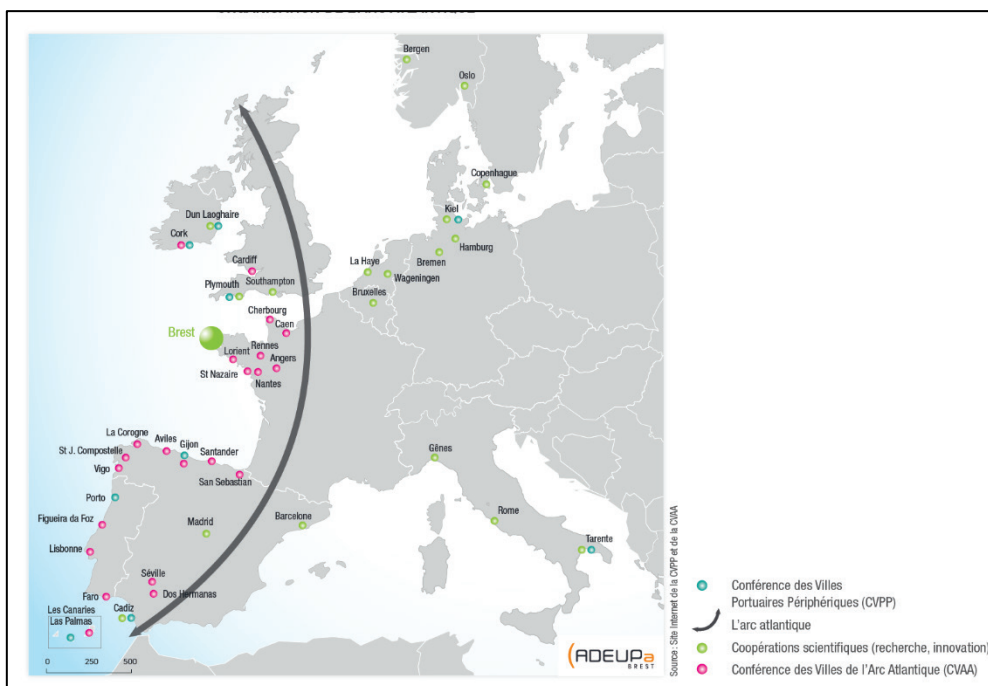 Bergen
Oslo
Copenhague
Kiel
Hamburg
Bremen
Dun Laoghaire
Cork
Cardiff
La Haye
Wageningen
Plymouth
Southampton
Bruxelles
Cherbourg
Caen
Brest
Lorient
Rennes
Angers
St Nazaire
Nantes
La Corogne
Aviles
Gijon
St J. Compostelle
Santander
Vigo
San Sebastian
Gênes
Porto
Figueira da Foz
Madrid
Barcelone
Rome
Lisbonne
Tarente
Séville
Faro
Dos Hermanas
Les Canaries
Las Palmas
Cadiz
0 250 500
ADEUPa
BREST
Source : Site Internet de la CVPP et de la CVAA
Conférence des Villes
Portuaires Périphériques (CVPP)
L'arc atlantique
Coopérations scientifiques (recherche, innovation)
Conférence des Villes de l'Arc Atlantique (CVAA)